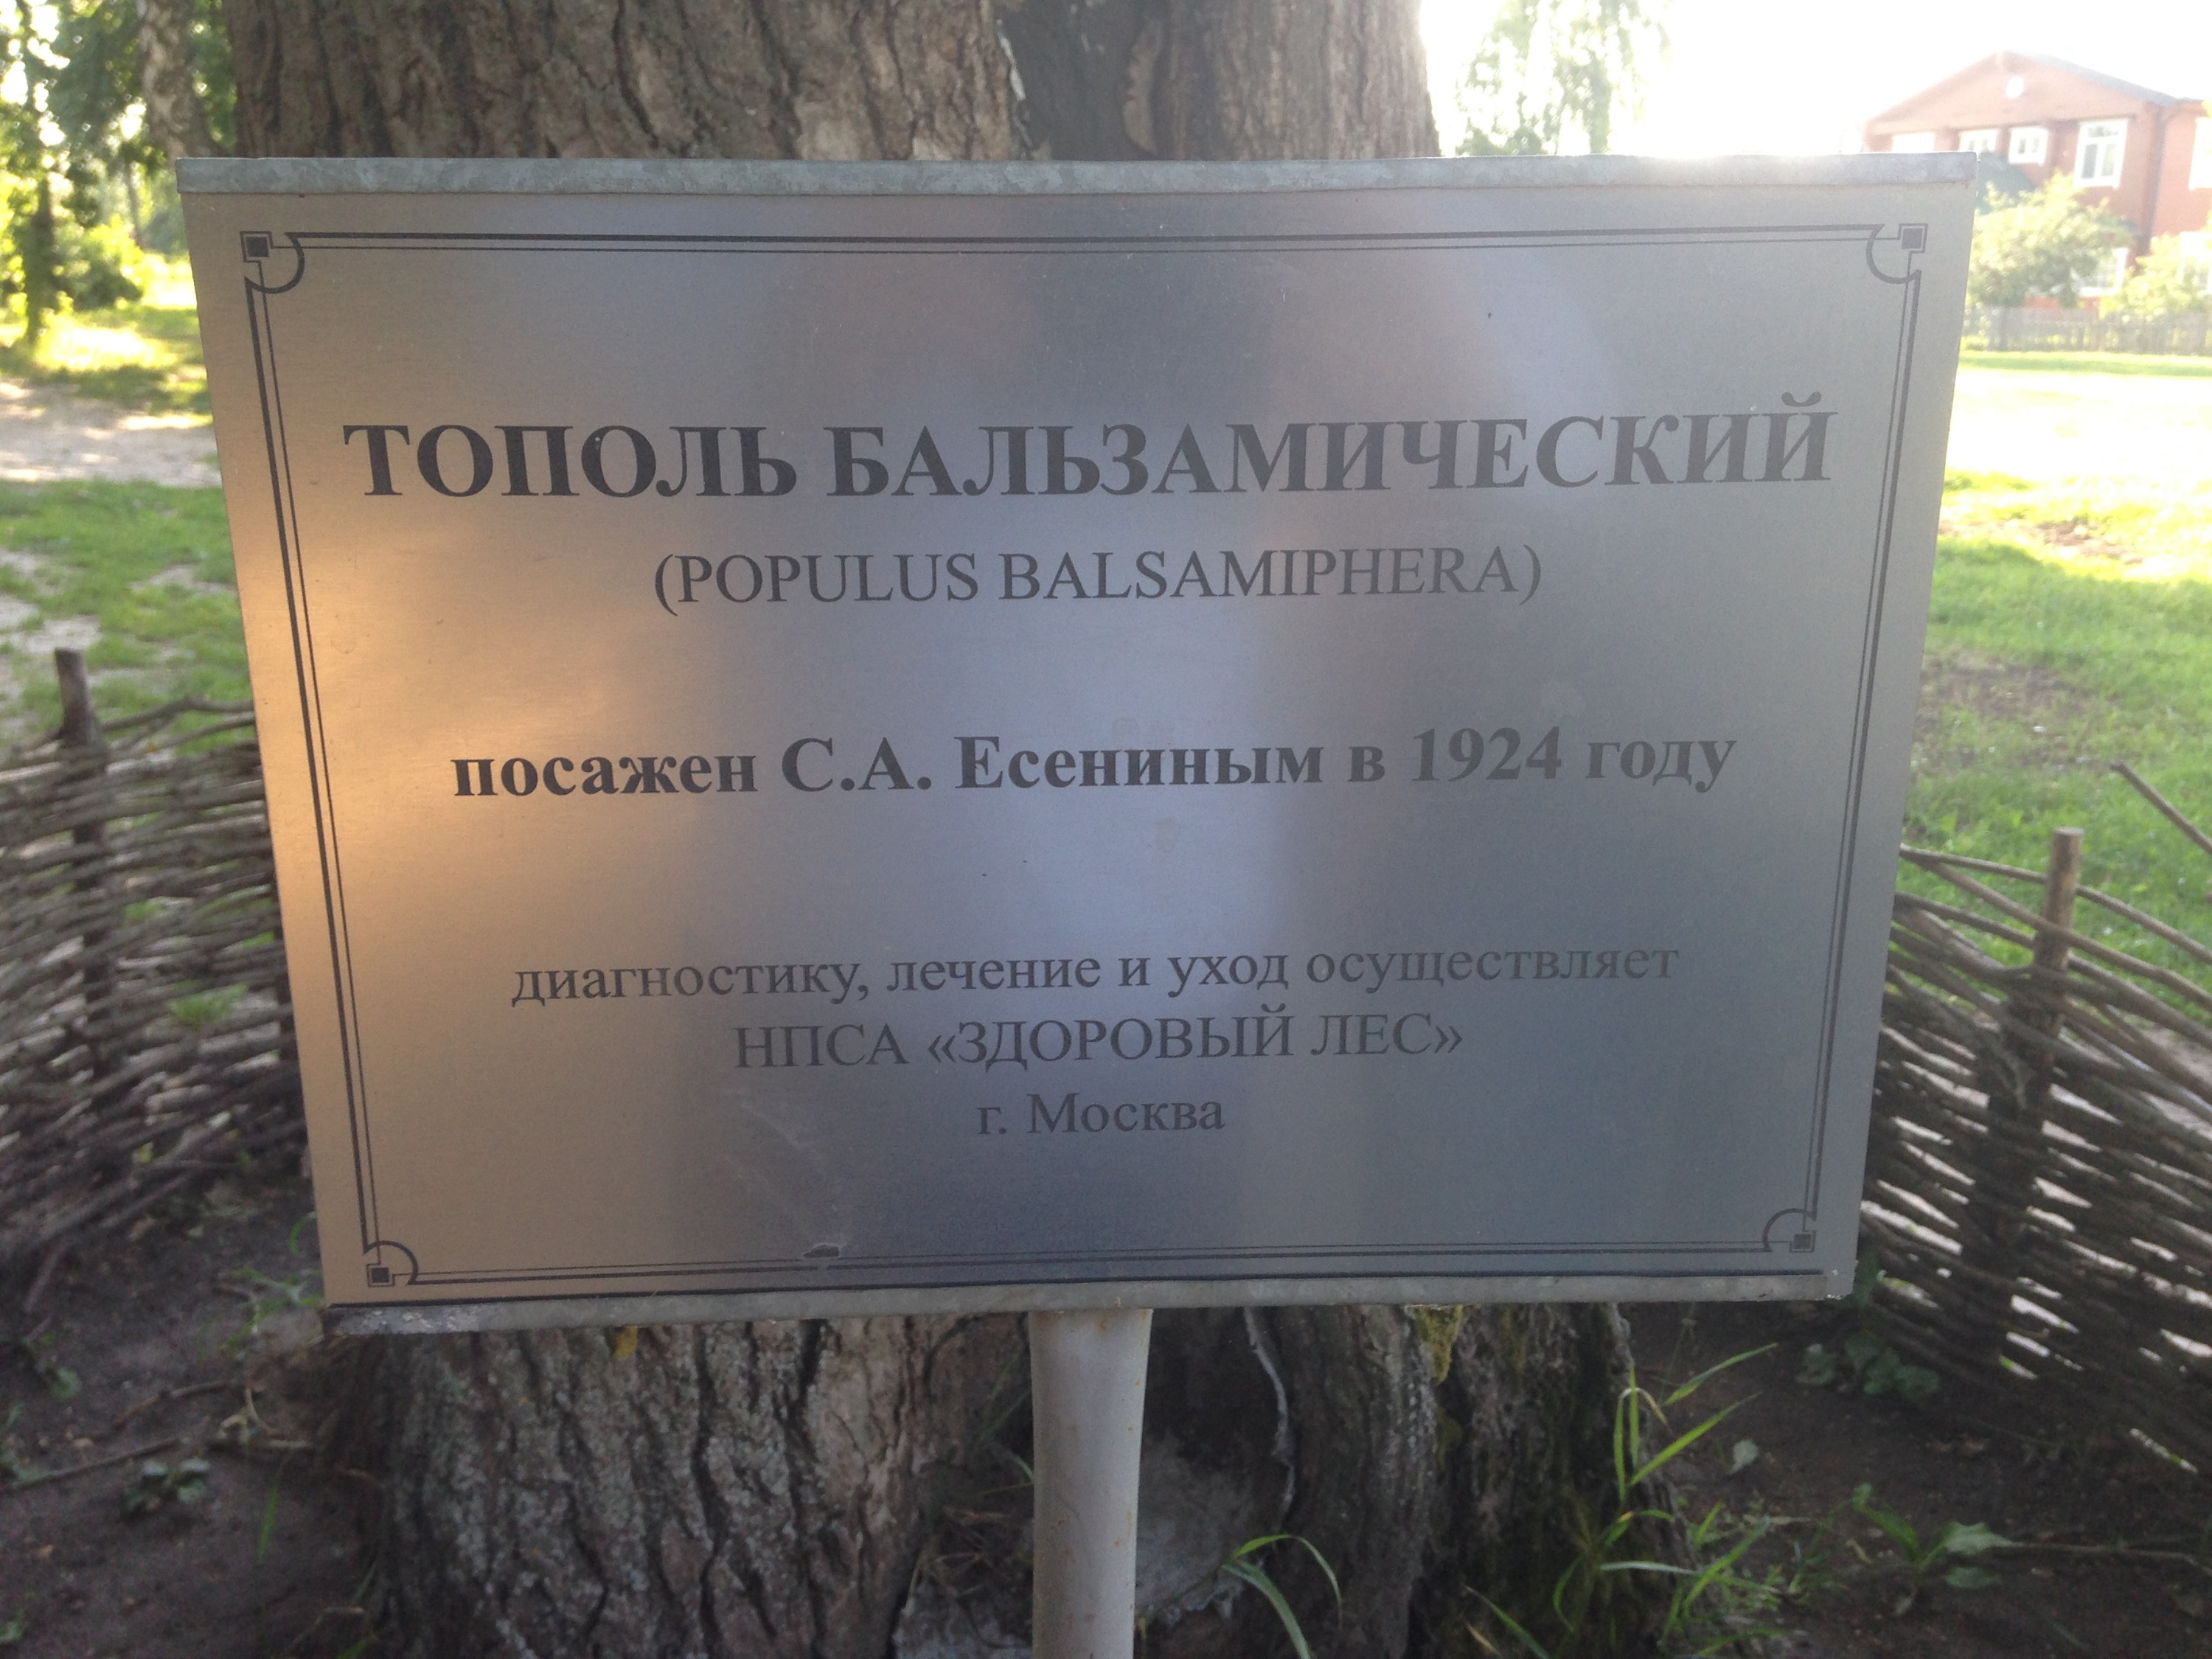 ТОПОЛЬ БАЛЬЗАМИЧЕСКИЙ
(POPULUS BALSAMIPHERA)
посажен С.А. Есениным в 1924 году
диагностику, лечение и уход осуществляет
НПСА «ЗДОРОВЫЙ ЛЕС»
г. Москва